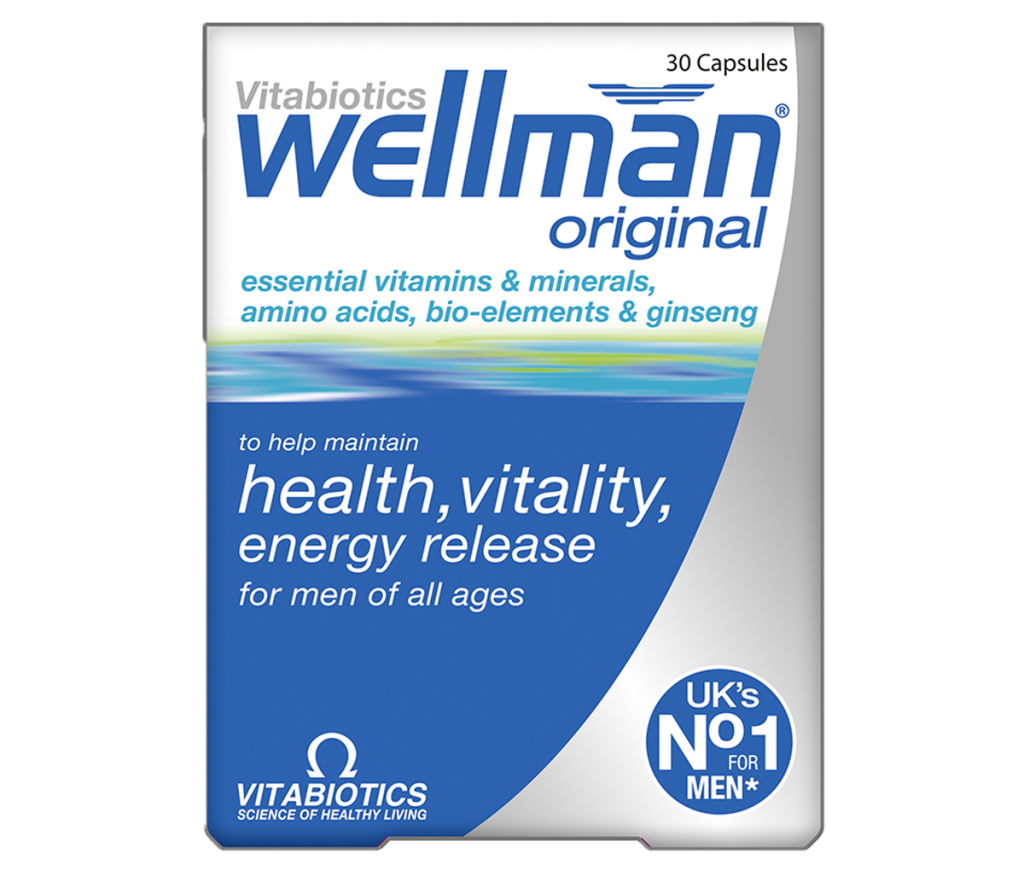 30 Capsules
Vitabiotics
wellman®
original
essential vitamins & minerals,
amino acids, bio-elements & ginseng
to help maintain
health, vitality,
energy release
for men of all ages
UK's
No1
FOR
MEN*
VITABIOTICS
SCIENCE OF HEALTHY LIVING